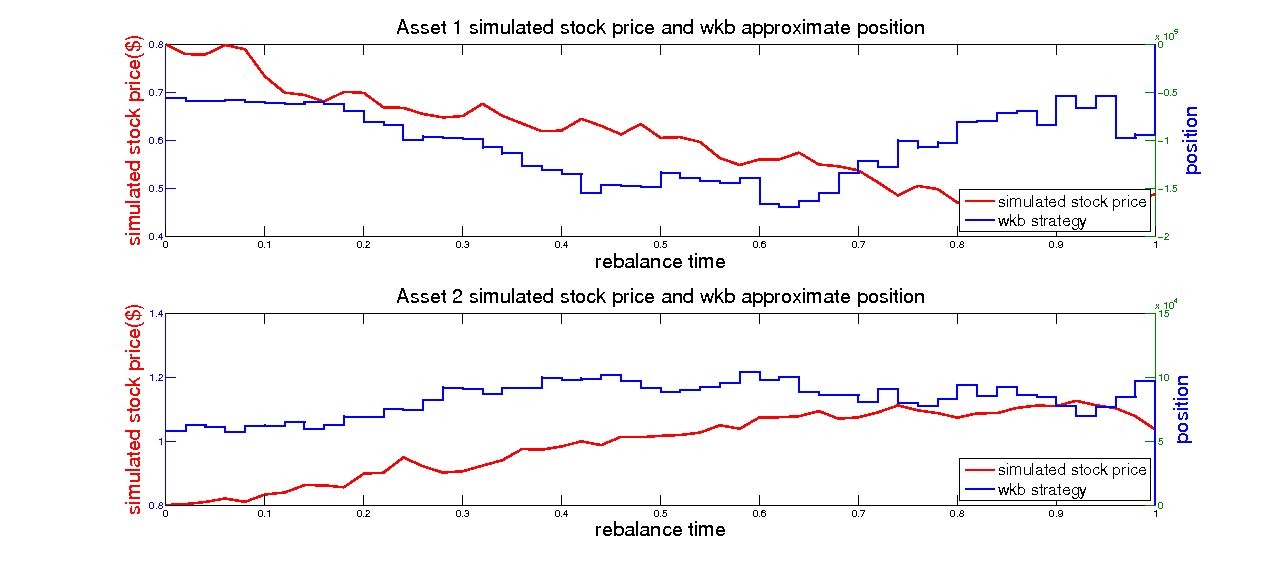 Asset 1 simulated stock price and wkb approximate position
x 10^5
simulated stock price($)
0.8
0.7
0.6
0.5
0.4
0
-0.5
-1
-1.5
-2
position
simulated stock price
wkb strategy
0 0.1 0.2 0.3 0.4 0.5 0.6 0.7 0.8 0.9 1
rebalance time
Asset 2 simulated stock price and wkb approximate position
x 10^4
simulated stock price($)
1.4
1.2
1
0.8
15
10
5
0
position
simulated stock price
wkb strategy
0 0.1 0.2 0.3 0.4 0.5 0.6 0.7 0.8 0.9 1
rebalance time